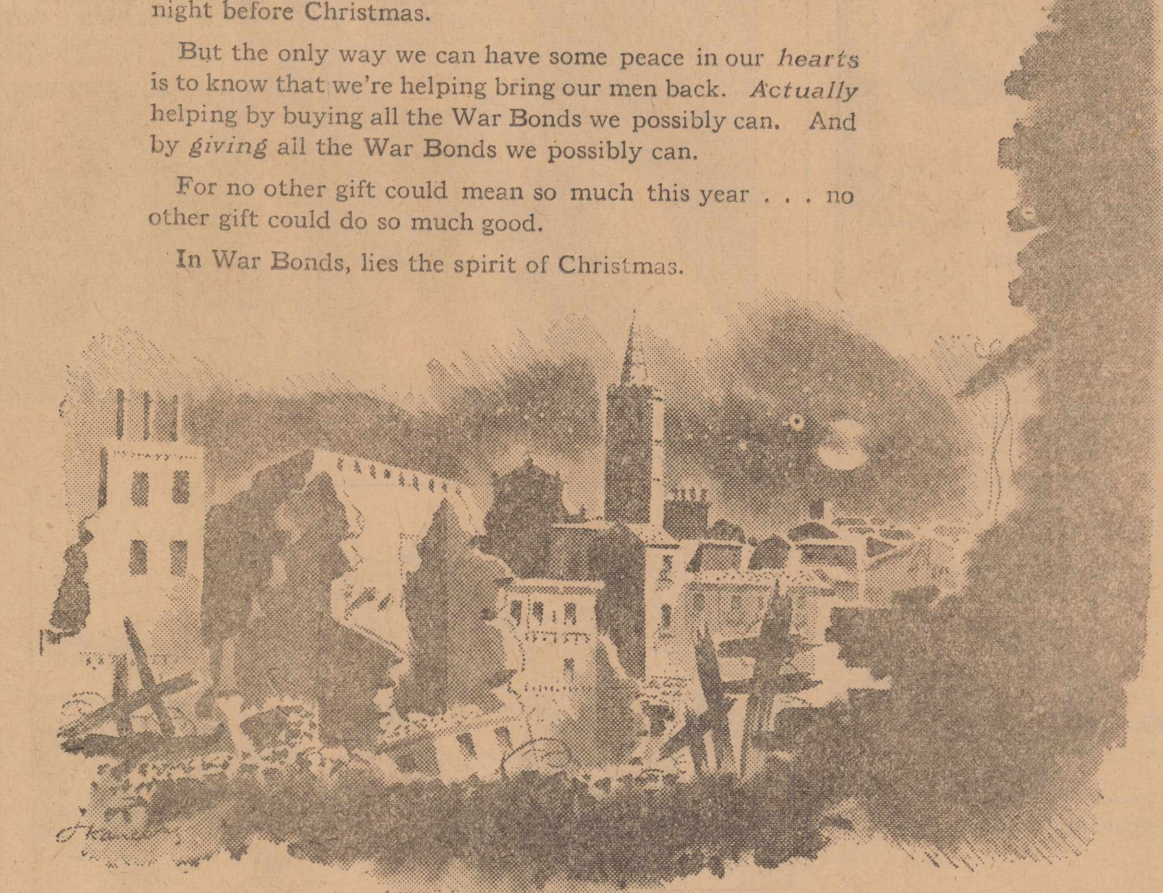 night before Christmas.
But the only way we can have some peace in our hearts
is to know that we're helping bring our men back. Actually
helping by buying all the War Bonds we possibly can. And
by giving all the War Bonds we possibly can.
For no other gift could mean so much this year . . . no
other gift could do so much good.
In War Bonds, lies the spirit of Christmas.